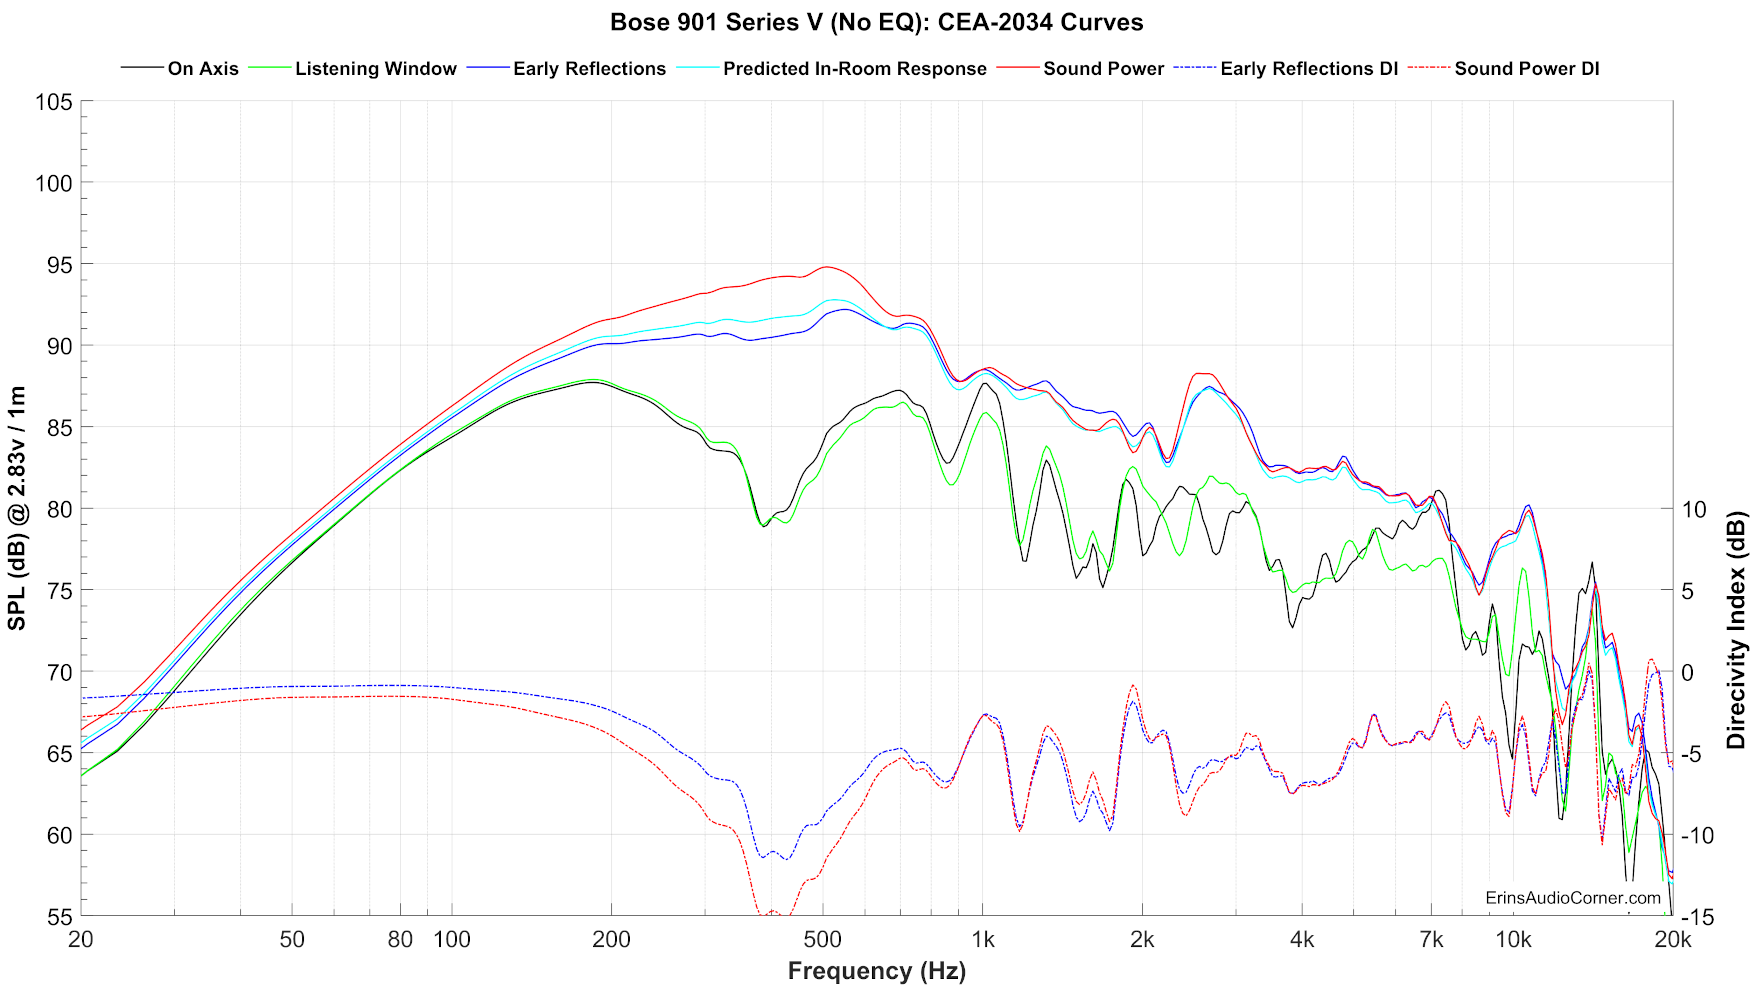 Bose 901 Series V (No EQ): CEA-2034 Curves
On Axis Listening Window Early Reflections Predicted In-Room Response Sound Power Early Reflections DI Sound Power DI
105
100
95
90
85
80
75
70
65
60
55
SPL (dB) @ 2.83v / 1m
10
5
0
-5
-10
-15
Direcivity Index (dB)
ErinsAudioCorner.com
20 50 80 100 200 500 1k 2k 4k 7k 10k 20k
Frequency (Hz)